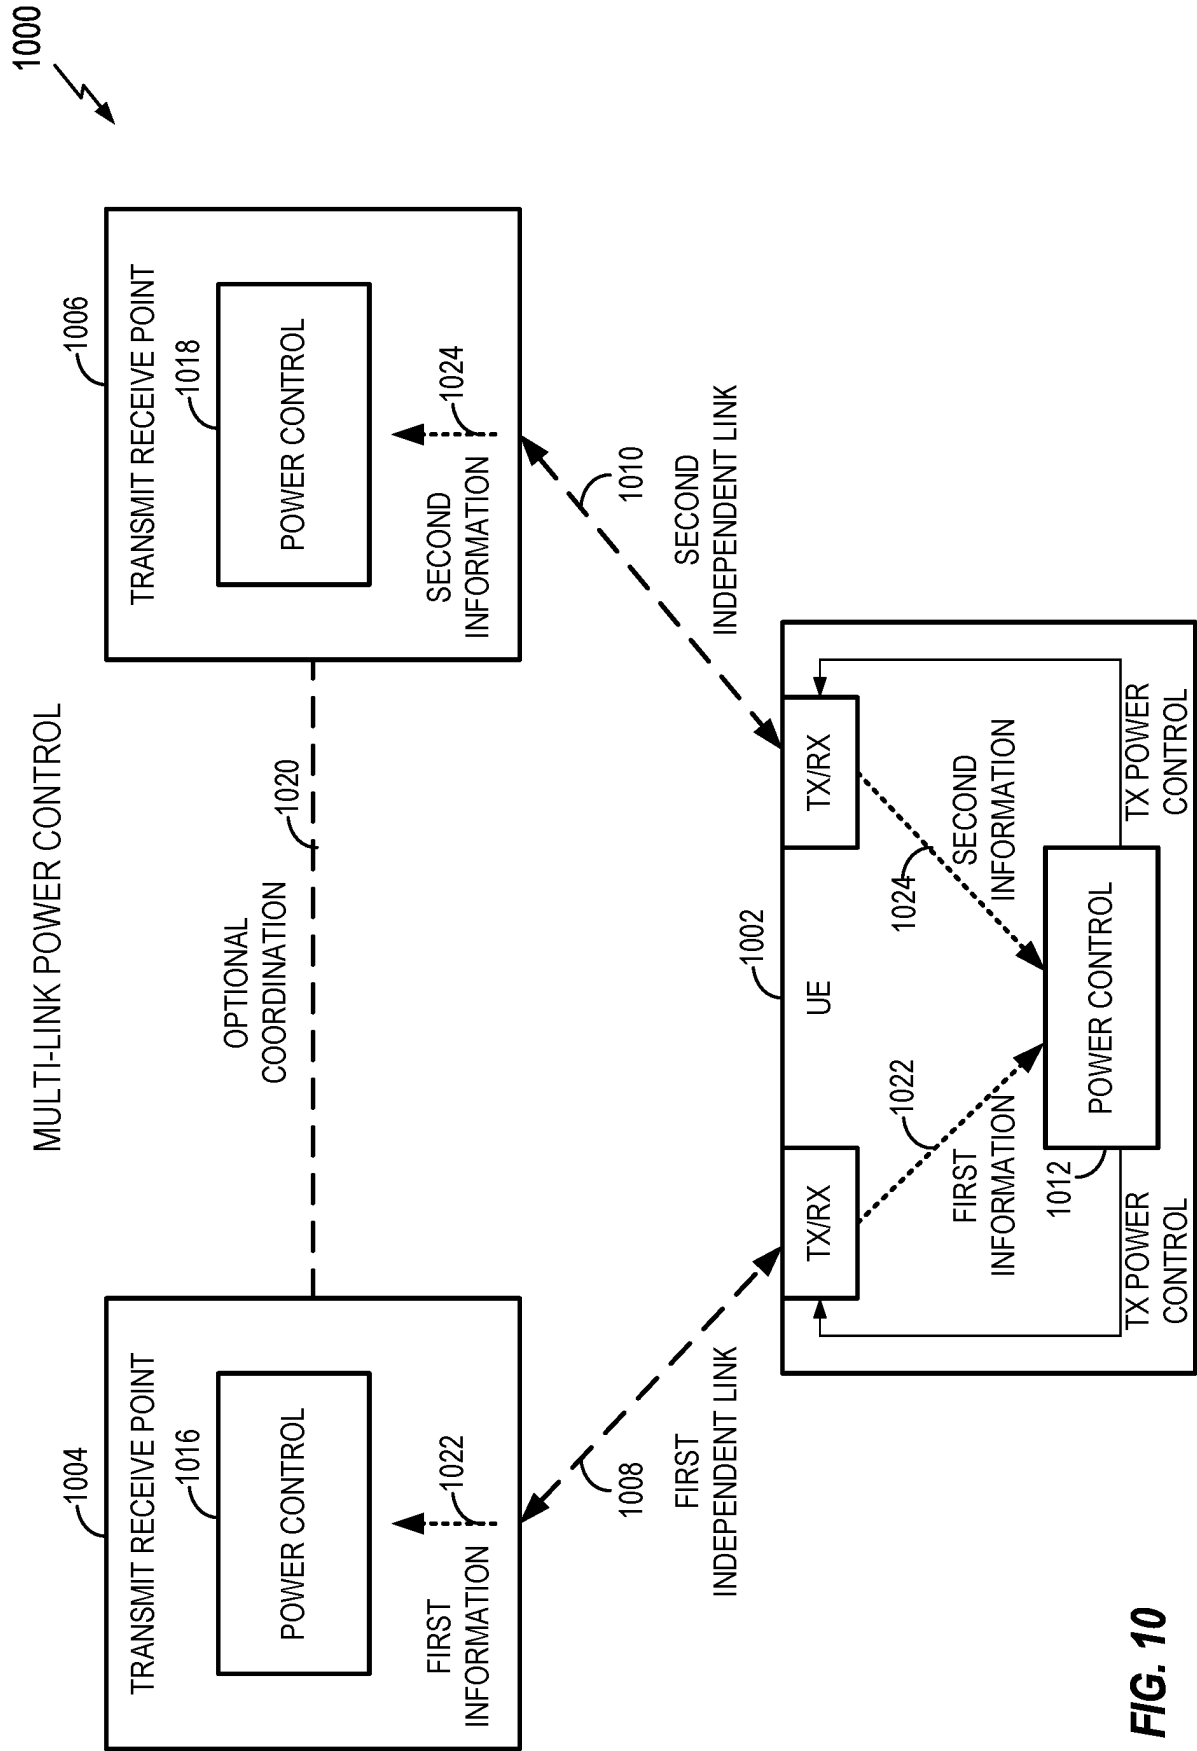 MULTI-LINK POWER CONTROL
1000
1004
TRANSMIT RECEIVE POINT
1016
POWER CONTROL
FIRST
INFORMATION
1022
OPTIONAL
COORDINATION
1020
1006
TRANSMIT RECEIVE POINT
1018
POWER CONTROL
SECOND
INFORMATION
1024
1008
FIRST
INDEPENDENT LINK
1010
SECOND
INDEPENDENT LINK
1002
UE
TX/RX
TX/RX
1022
FIRST
INFORMATION
1024
SECOND
INFORMATION
1012
POWER CONTROL
TX POWER
CONTROL
TX POWER
CONTROL
FIG. 10